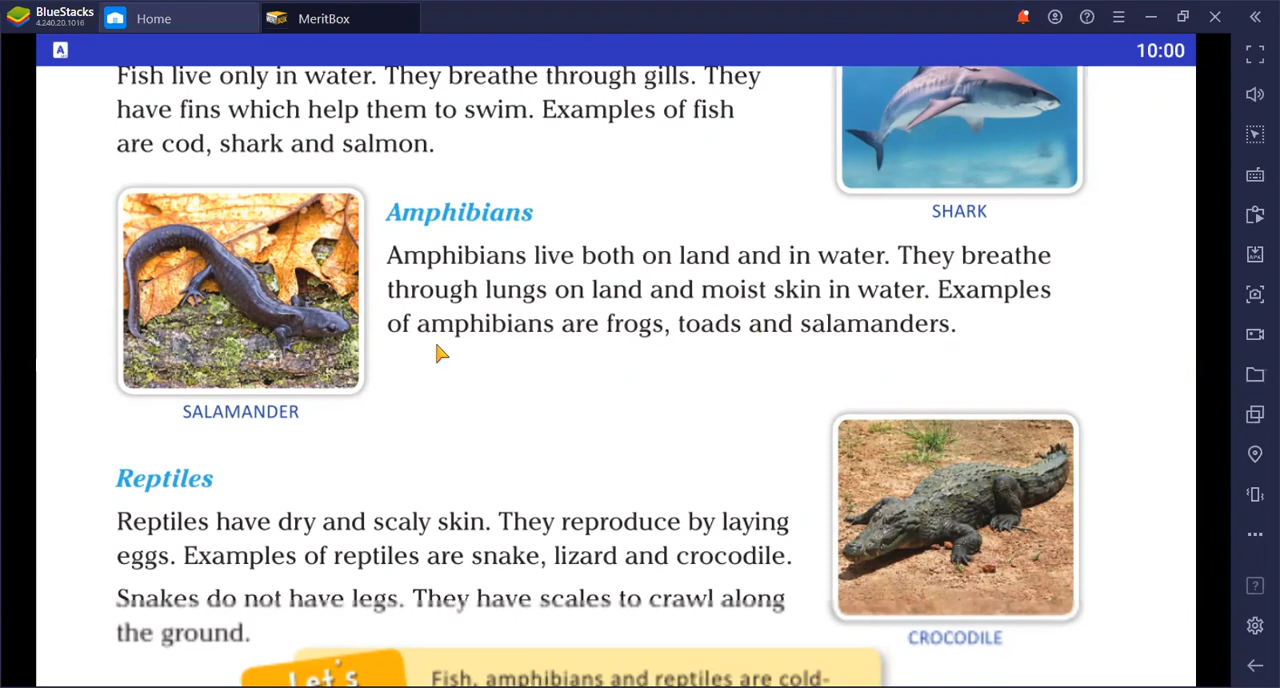 BlueStacks
4.240.20.1016
Home
MeritBox
A
10:00
Fish live only in water. They breathe through gills. They
have fins which help them to swim. Examples of fish
are cod, shark and salmon.
SHARK
Amphibians
Amphibians live both on land and in water. They breathe
through lungs on land and moist skin in water. Examples
of amphibians are frogs, toads and salamanders.
SALAMANDER
Reptiles
Reptiles have dry and scaly skin. They reproduce by laying
eggs. Examples of reptiles are snake, lizard and crocodile.
Snakes do not have legs. They have scales to crawl along
the ground.
CROCODILE
Let's
Fish, amphibians and reptiles are cold-